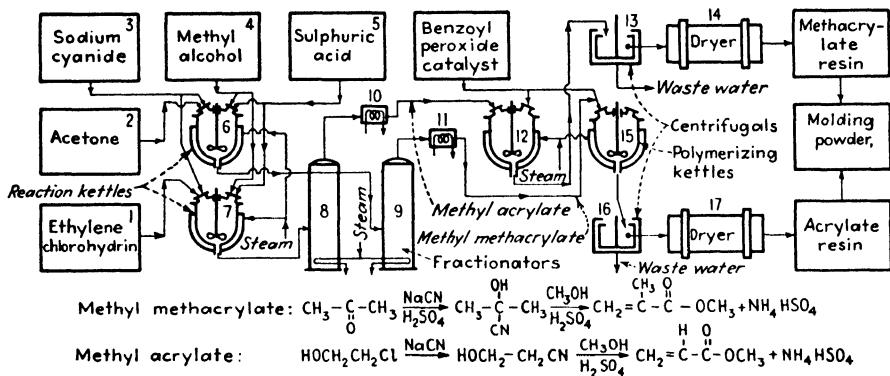 3
Sodium
cyanide
4
Methyl
alcohol
5
Sulphuric
acid
Benzoyl
peroxide
catalyst
2
Acetone
1
Ethylene
chlorohydrin
Reaction kettles
6
7
Steam
8
9
Steam
10
11
Fractionators
Methyl acrylate
Methyl methacrylate
12
Steam
13
Waste water
Centrifugals
15
Polymerizing
kettles
16
Waste water
14
Dryer
17
Dryer
Methacry-
late
resin
Molding
powder,
Acrylate
resin
Methyl methacrylate: CH₃-C-CH₃ NaCN H₂SO₄ CH₃-C-CH₃ CH₃OH H₂SO₄ CH₂=C-C-OCH₃+NH₄HSO₄
O
OH
CN
CH₃ O
Methyl acrylate: HOCH₂CH₂Cl NaCN HOCH₂-CH₂CN CH₃OH H₂SO₄ CH₂=C-C-OCH₃ + NH₄HSO₄
H O